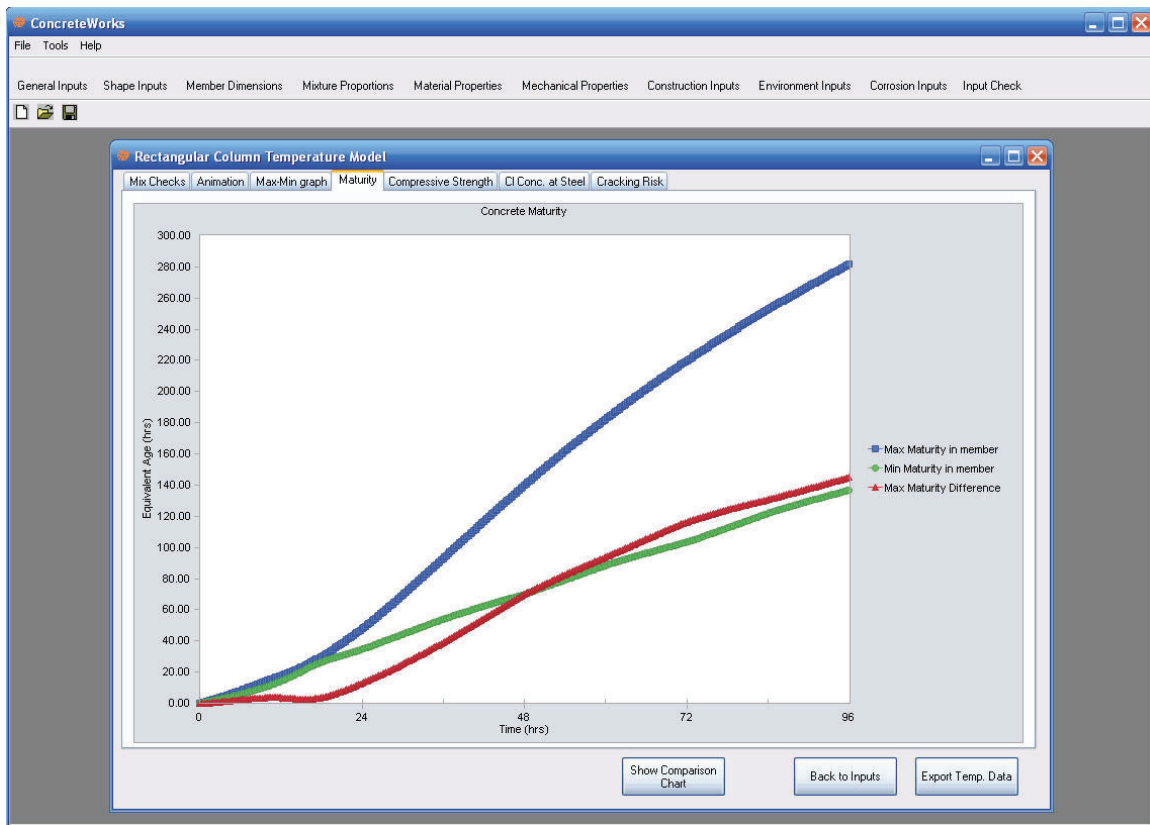 ConcreteWorks
File Tools Help
General Inputs Shape Inputs Member Dimensions Mixture Proportions Material Properties Mechanical Properties Construction Inputs Environment Inputs Corrosion Inputs Input Check
Rectangular Column Temperature Model
Mix Checks Animation Max-Min graph Maturity Compressive Strength Cl Conc. at Steel Cracking Risk
Concrete Maturity
300.00
280.00
260.00
240.00
220.00
200.00
180.00
160.00
140.00
120.00
100.00
80.00
60.00
40.00
20.00
0.00
Equivalent Age (hrs)
0 24 48 72 96
Time (hrs)
Max Maturity in member
Min Maturity in member
Max Maturity Difference
Show Comparison
Chart
Back to Inputs
Export Temp. Data